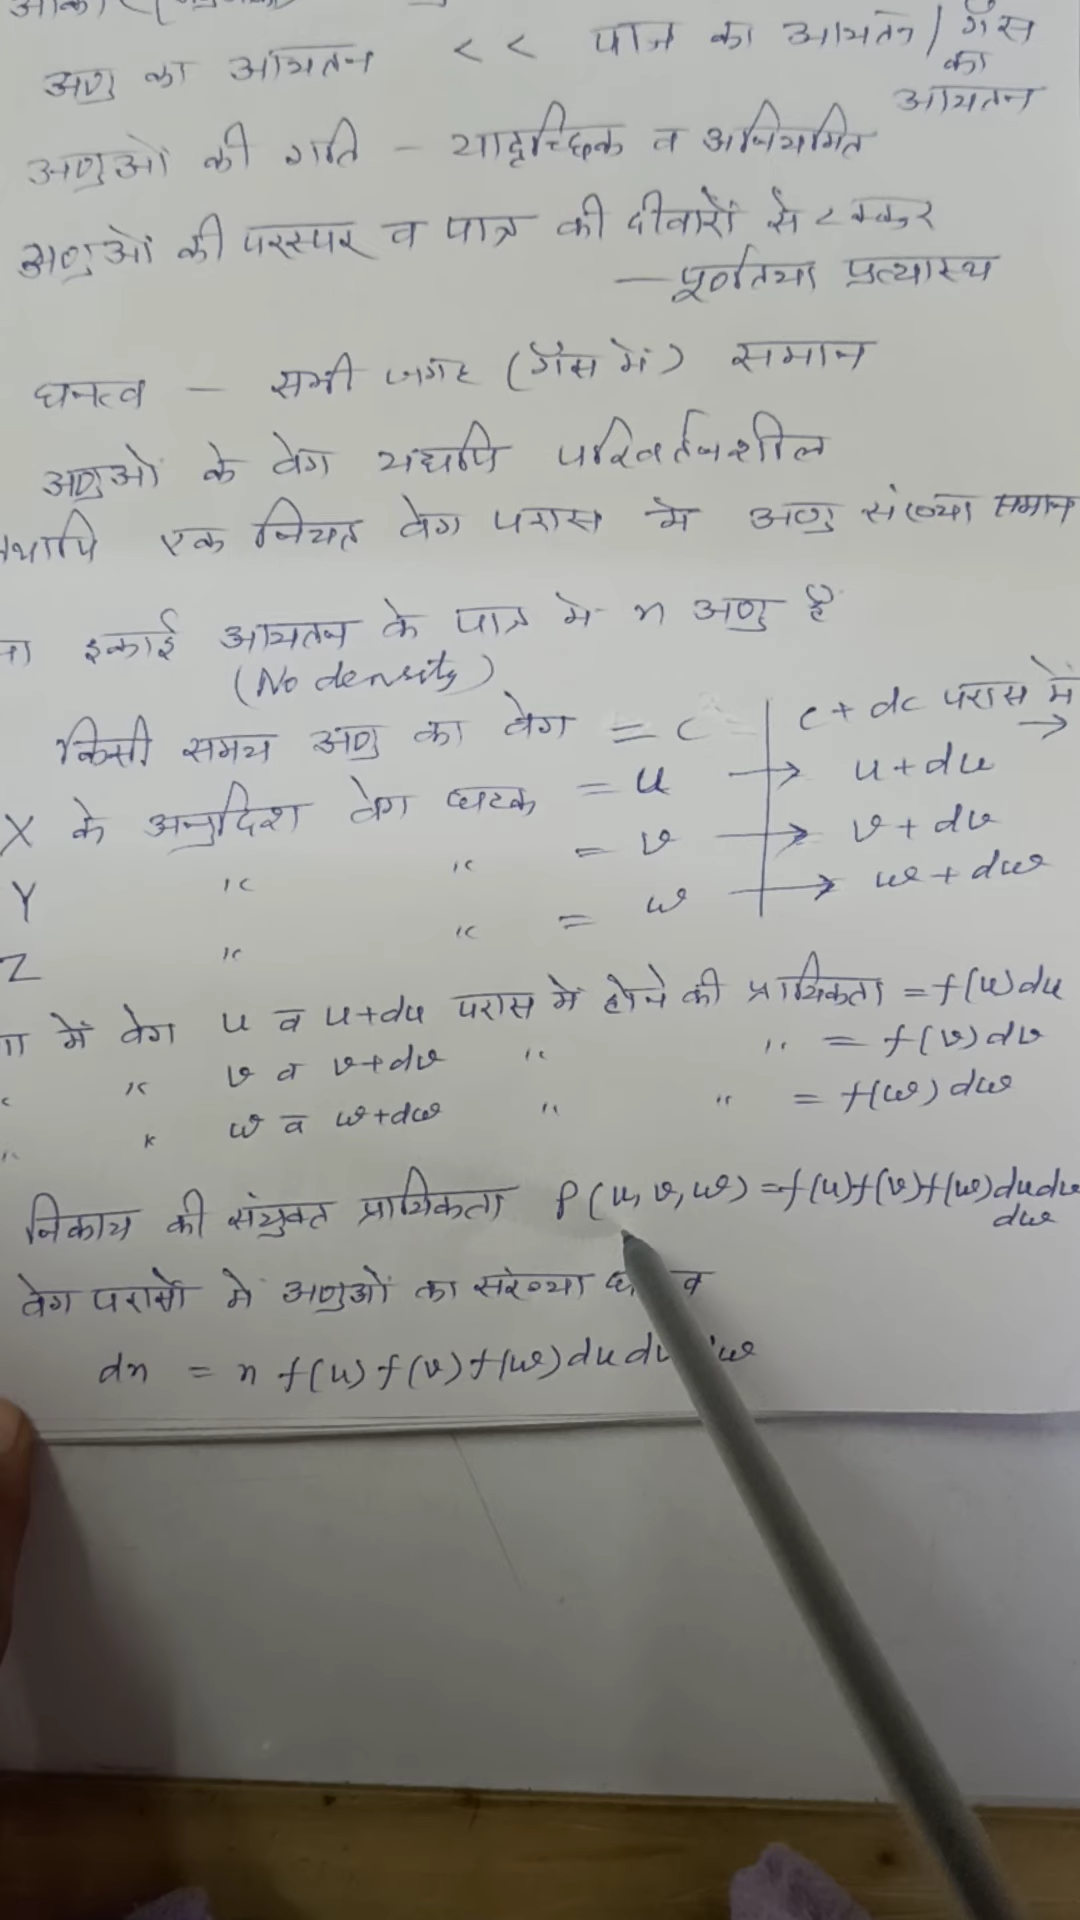 अणु का आयतन << पात्र का आयतन / गैस का आयतन
अणुओं की गति - यादृच्छिक व अनियमित
अणुओं की परस्पर व पात्र की दीवारों से टक्कर
— पूर्णतया प्रत्यास्थ
घनत्व — सभी जगह (गैस में) समान
अणुओं के वेग यद्यपि परिवर्तनशील
तथापि एक नियत वेग परास मे अणु संख्या समान
इकाई आयतन के पात्र मे n अणु है
(No density)
किसी समय अणु का वेग = c | c + dc परास में →
X के अनुदिश वेग घटक = u → u + du
Y " " = v → v + dv
Z " " = w → w + dw
में वेग u व u+du परास में होने की प्रायिकता = f(u)du
" v व v+dv " " = f(v)dv
" w व w+dw " " = f(w)dw
निकाय की संयुक्त प्रायिकता P(u,v,w) = f(u)f(v)f(w)dudv
dw
वेग परासों मे अणुओं का संख्या
dn = n f(u) f(v) f(w) du dv dw